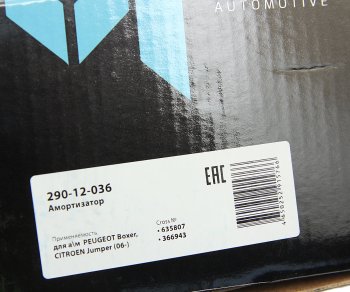 AUTOMOTIVE
290-12-036
Амортизатор
EAC
Применяемость
для а\м PEUGEOT Boxer,
CITROEN Jumper (06-)
Cross №
• 635807
• 366943